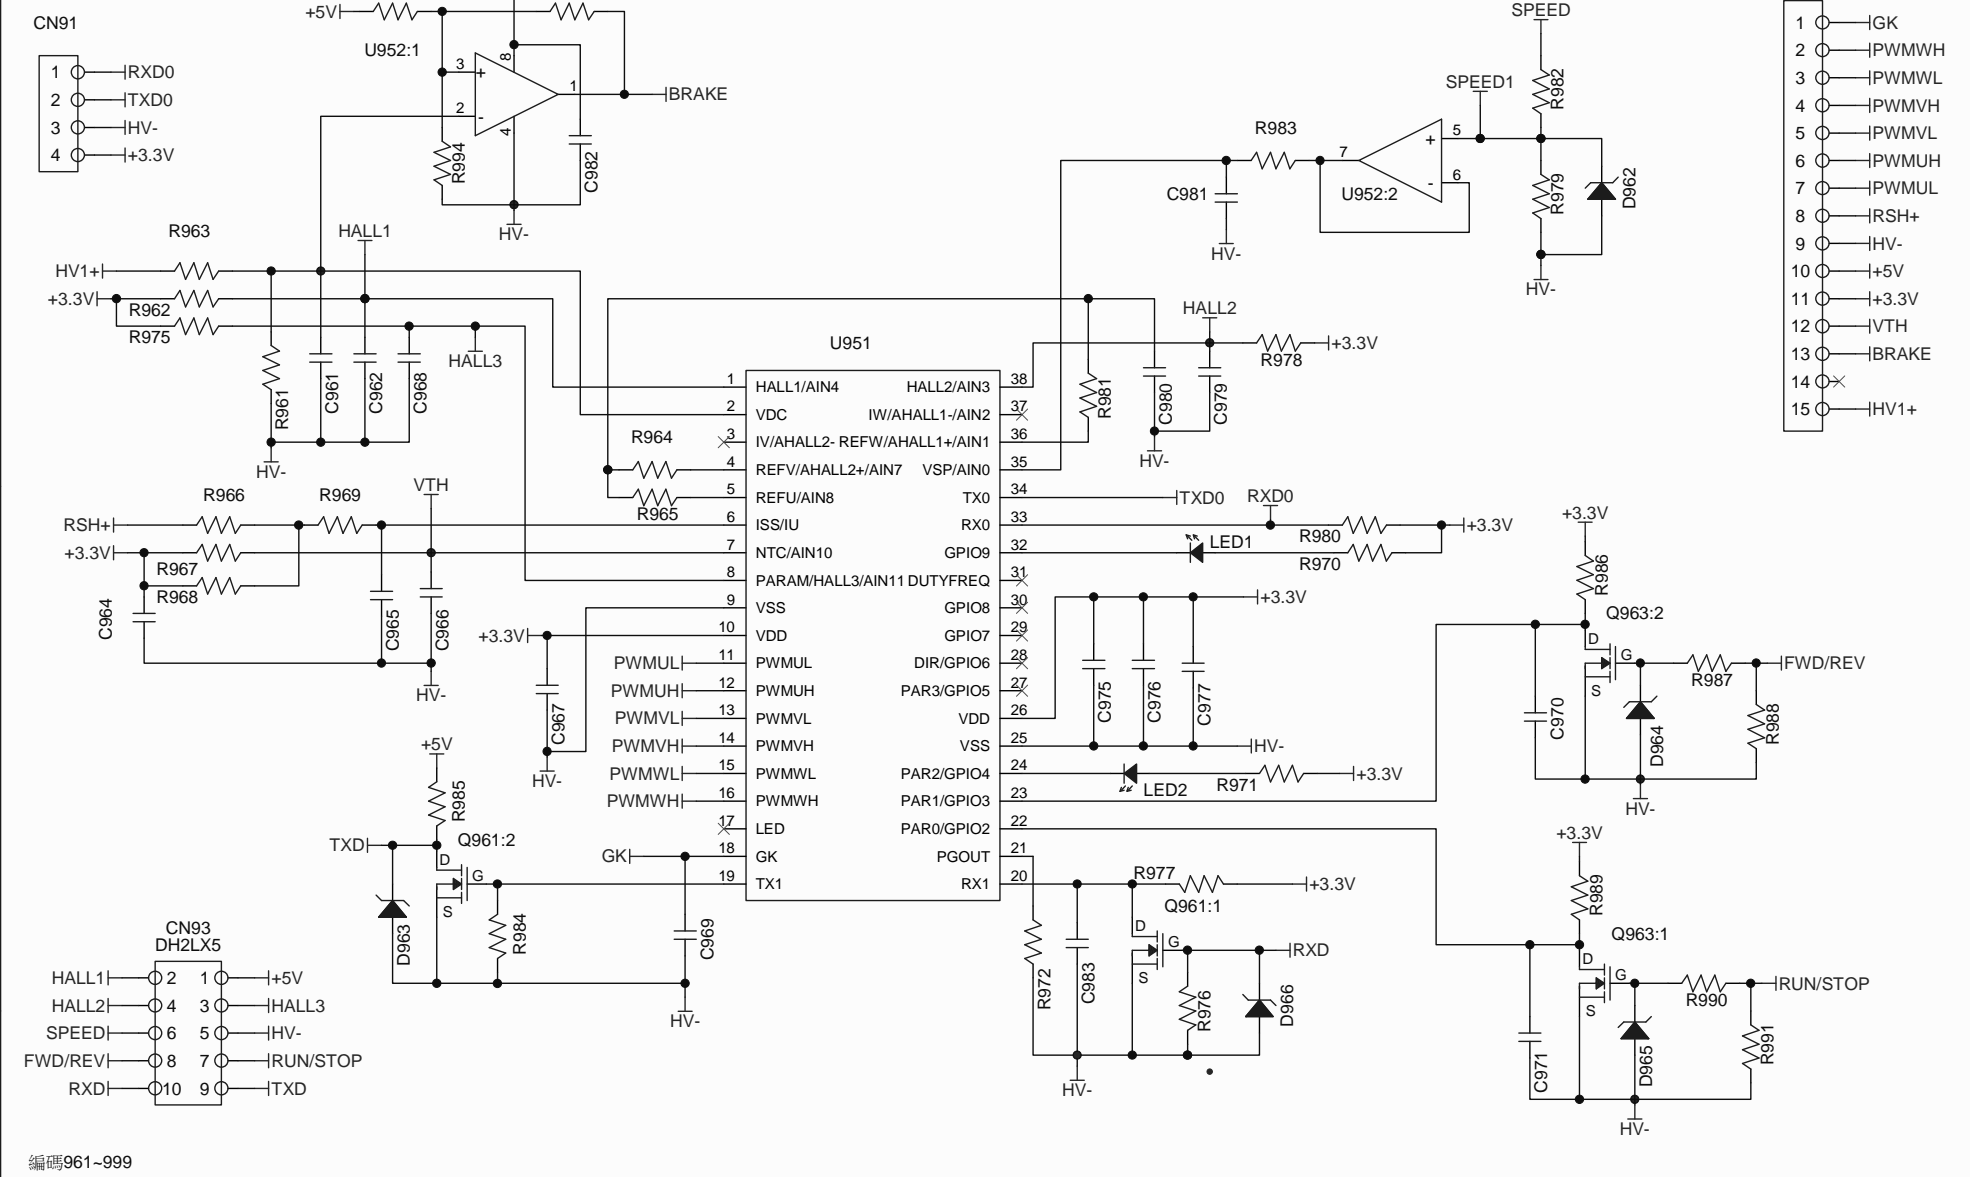 CN91
1 RXD0
2 TXD0
3 HV-
4 +3.3V
+5V
U952:1
3 +
2 -
8
4
1
BRAKE
R994
C982
HV-
SPEED
R982
SPEED1
5 +
6 -
7
U952:2
R983
C981
HV-
R979
D962
HV-
1 GK
2 PWMWH
3 PWMWL
4 PWMVH
5 PWMVL
6 PWMUH
7 PWMUL
8 RSH+
9 HV-
10 +5V
11 +3.3V
12 VTH
13 BRAKE
14
15 HV1+
R963
HALL1
HV1+
+3.3V
R962
R975
HALL3
R961
C961
C962
C968
HV-
HALL2
R978
+3.3V
R981
C980
C979
HV-
U951
1 HALL1/AIN4
2 VDC
3 IV/AHALL2-
4 REFV/AHALL2+/AIN7
5 REFU/AIN8
6 ISS/IU
7 NTC/AIN10
8 PARAM/HALL3/AIN11
9 VSS
10 VDD
11 PWMUL
12 PWMUH
13 PWMVL
14 PWMVH
15 PWMWL
16 PWMWH
17 LED
18 GK
19 TX1
HALL2/AIN3 38
IW/AHALL1-/AIN2 37
REFW/AHALL1+/AIN1 36
VSP/AIN0 35
TX0 34
RX0 33
GPIO9 32
DUTYFREQ 31
GPIO8 30
GPIO7 29
DIR/GPIO6 28
PAR3/GPIO5 27
VDD 26
VSS 25
PAR2/GPIO4 24
PAR1/GPIO3 23
PAR0/GPIO2 22
PGOUT 21
RX1 20
R964
R965
RSH+
R966
R969
VTH
+3.3V
R967
R968
C964
C965
C966
HV-
+3.3V
C967
HV-
PWMUL
PWMUH
PWMVL
PWMVH
PWMWL
PWMWH
TXD0
RXD0
R980
+3.3V
LED1
R970
+3.3V
C975
C976
C977
HV-
LED2
R971
+3.3V
+3.3V
R986
Q963:2
D
G
S
R987
FWD/REV
C970
D964
R988
HV-
+5V
R985
TXD
Q961:2
D
G
S
D963
R984
GK
C969
HV-
R977
+3.3V
Q961:1
D
G
S
RXD
R972
C983
R976
D966
HV-
+3.3V
R989
Q963:1
D
G
S
R990
RUN/STOP
C971
D965
R991
HV-
CN93
DH2LX5
HALL1 2 1 +5V
HALL2 4 3 HALL3
SPEED 6 5 HV-
FWD/REV 8 7 RUN/STOP
RXD 10 9 TXD
編碼961~999